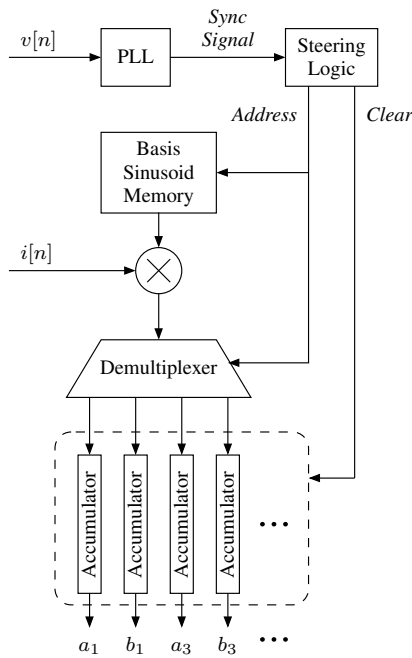 v[n]
PLL
Sync
Signal
Steering
Logic
Address
Clear
Basis
Sinusoid
Memory
i[n]
Demultiplexer
Accumulator
Accumulator
Accumulator
Accumulator
...
a₁
b₁
a₃
b₃
...